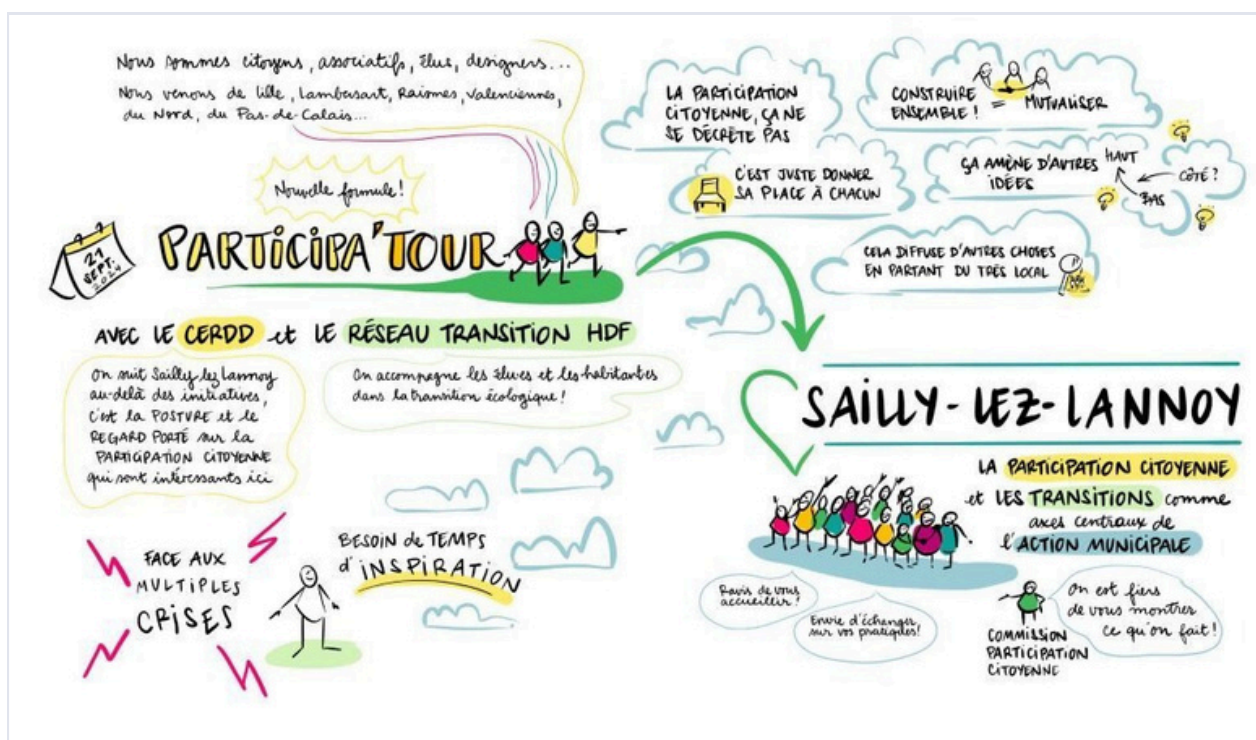 Nous sommes citoyens, associatifs, élus, designers...
Nous venons de Lille, Lambersart, Raismes, Valenciennes,
du Nord, du Pas-de-Calais...
Nouvelle formule !
21
SEPT.
2024
PARTICIPA'TOUR
AVEC LE CERDD et LE RÉSEAU TRANSITION HDF
On suit Sailly-lez-Lannoy
au-delà des initiatives,
c'est la POSTURE et le
REGARD PORTÉ sur la
PARTICIPATION CITOYENNE
qui sont intéressants ici
On accompagne les élues et les habitantes
dans la transition écologique !
FACE AUX
MULTIPLES
CRISES
BESOIN de TEMPS
d'INSPIRATION
LA PARTICIPATION
CITOYENNE, ÇA NE
SE DÉCRÈTE PAS
CONSTRUIRE
ENSEMBLE ! = MUTUALISER
C'EST JUSTE DONNER
SA PLACE À CHACUN
ÇA AMÈNE D'AUTRES
IDÉES
HAUT
CÔTÉ ?
BAS
CELA DIFFUSE D'AUTRES CHOSES
EN PARTANT DU TRÈS LOCAL
SAILLY-LEZ-LANNOY
LA PARTICIPATION CITOYENNE
et LES TRANSITIONS comme
axes centraux de
l'ACTION MUNICIPALE
Ravis de vous
accueillir !
Envie d'échanger
sur vos pratiques !
COMMISSION
PARTICIPATION
CITOYENNE
On est fiers
de vous montrer
ce qu'on fait !